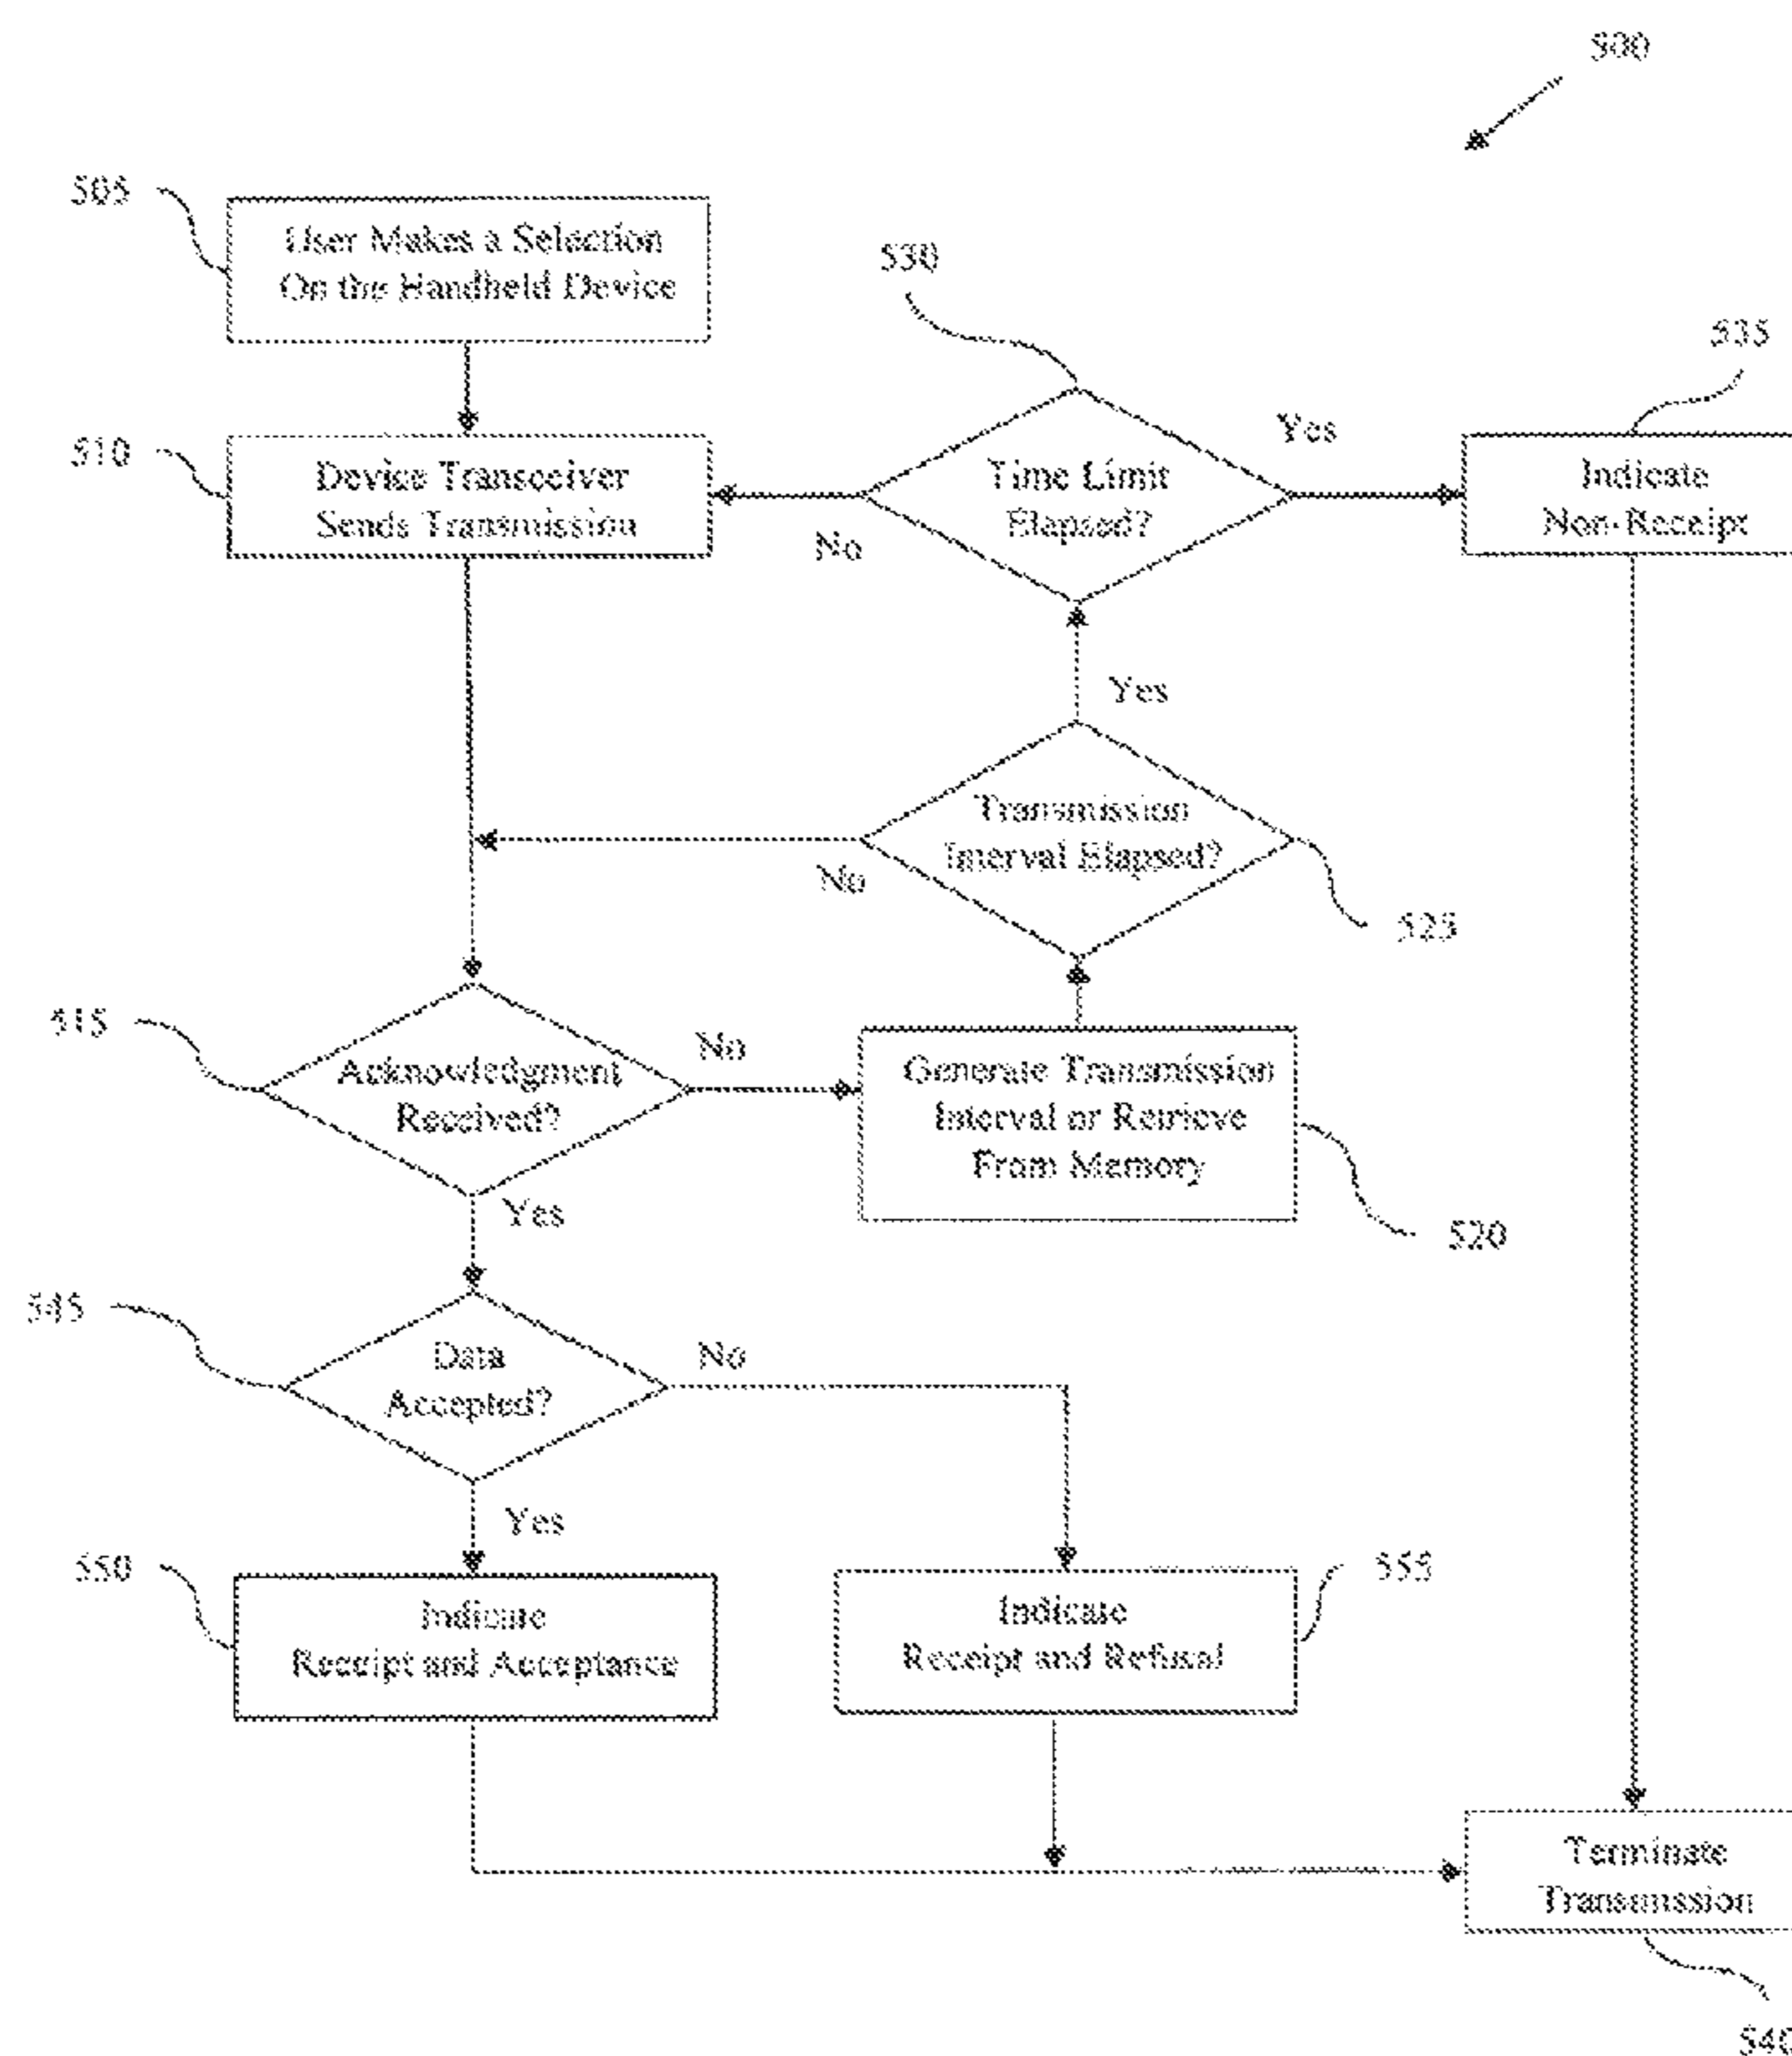 500
505
User Makes a Selection
On the Handheld Device
530
535
510
Device Transceiver
Sends Transmission
Time Limit
Elapsed?
Yes
No
Indicate
Non-Receipt
Yes
Transmission
Interval Elapsed?
No
525
515
Acknowledgment
Received?
No
Generate Transmission
Interval or Retrieve
From Memory
Yes
520
545
Data
Accepted?
No
Yes
550
Indicate
Receipt and Acceptance
Indicate
Receipt and Refusal
555
Terminate
Transmission
540